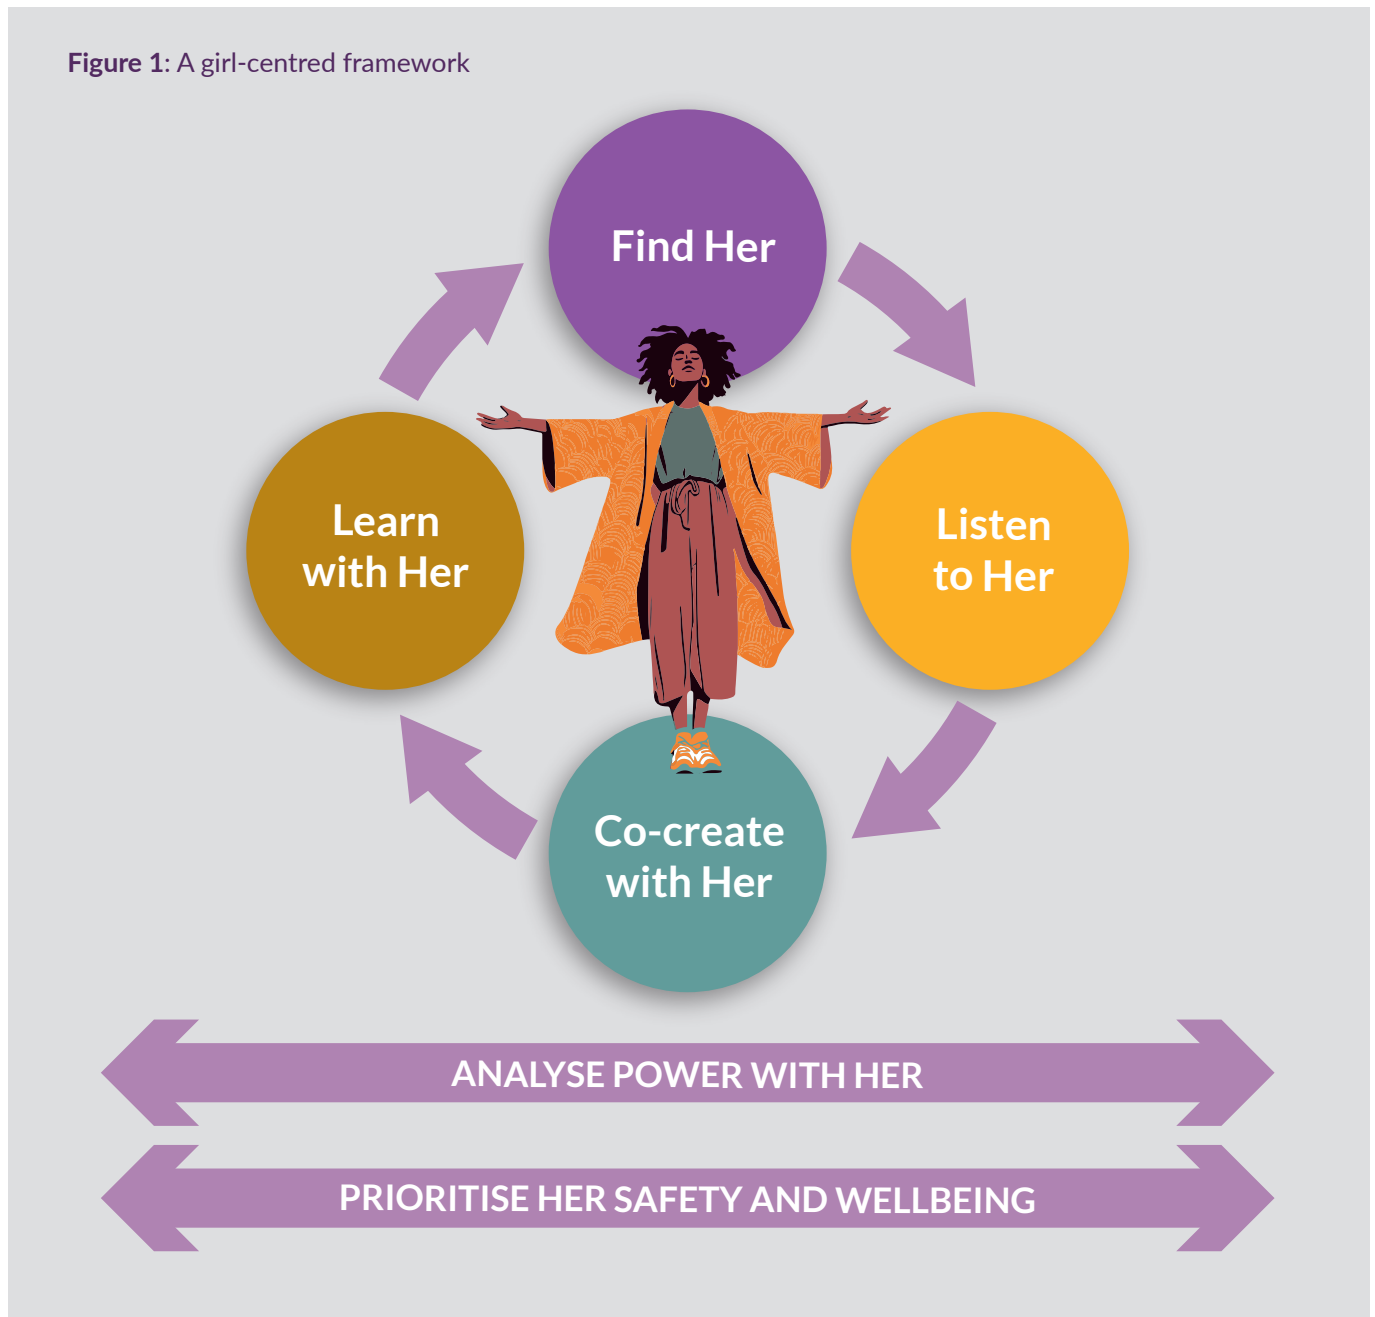 Figure 1: A girl-centred framework
Find Her
Listen
to Her
Co-create
with Her
Learn
with Her
ANALYSE POWER WITH HER
PRIORITISE HER SAFETY AND WELLBEING